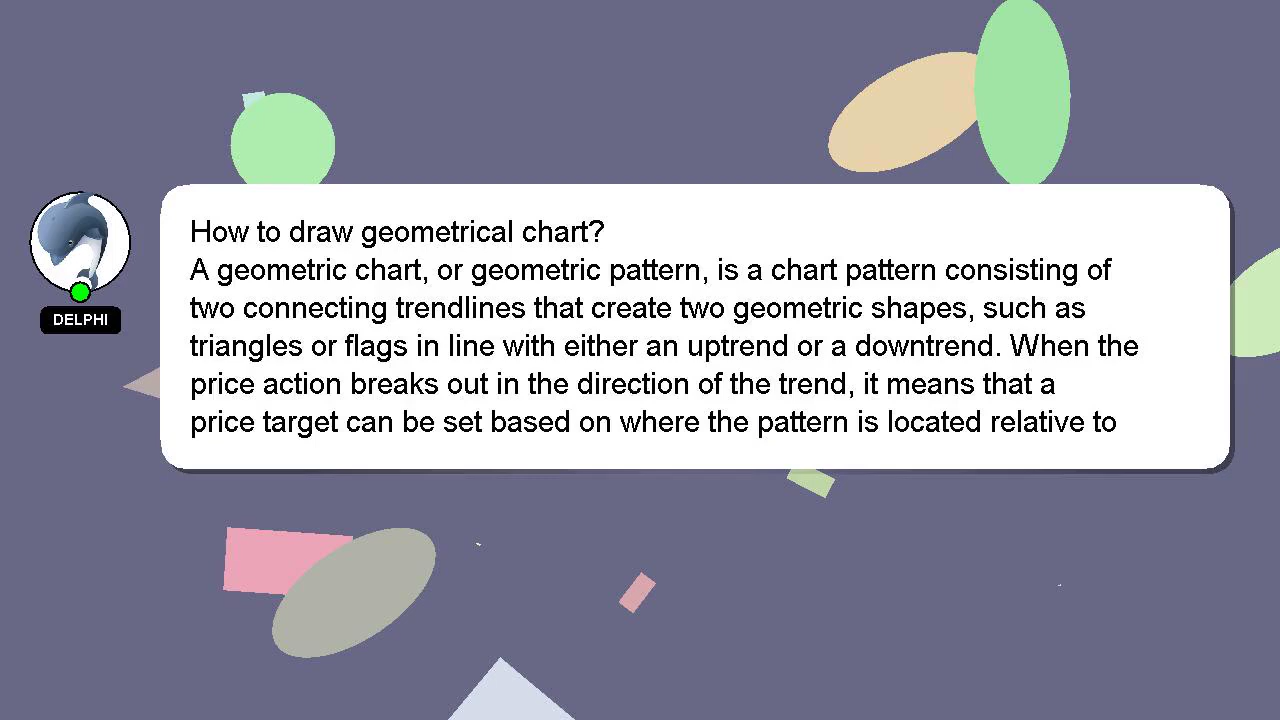 How to draw geometrical chart?
A geometric chart, or geometric pattern, is a chart pattern consisting of
two connecting trendlines that create two geometric shapes, such as
triangles or flags in line with either an uptrend or a downtrend. When the
price action breaks out in the direction of the trend, it means that a
price target can be set based on where the pattern is located relative to
DELPHI